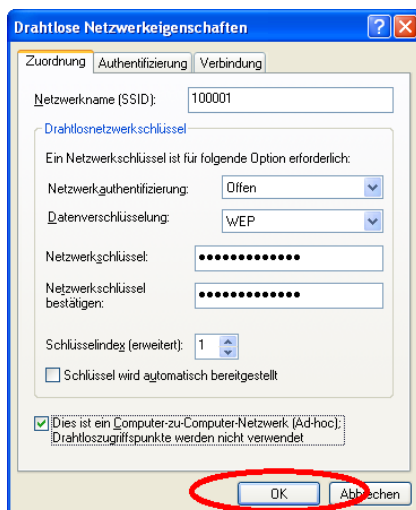 Drahtlose Netzwerkeigenschaften
Zuordnung Authentifizierung Verbindung
Netzwerkname (SSID): 100001
Drahtlosnetzwerkschlüssel
Ein Netzwerkschlüssel ist für folgende Option erforderlich:
Netzwerkauthentifizierung: Offen
Datenverschlüsselung: WEP
Netzwerkschlüssel: •••••••••••••
Netzwerkschlüssel
bestätigen: •••••••••••••
Schlüsselindex (erweitert): 1
Schlüssel wird automatisch bereitgestellt
Dies ist ein Computer-zu-Computer-Netzwerk (Ad-hoc);
Drahtloszugriffspunkte werden nicht verwendet
OK Abbrechen